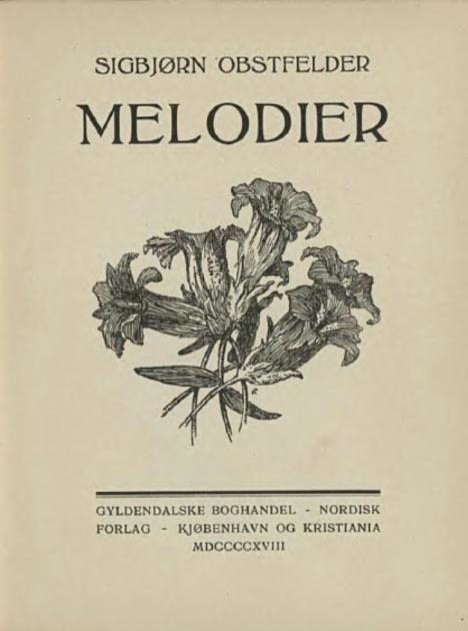 SIGBJØRN OBSTFELDER
MELODIER
GYLDENDALSKE BOGHANDEL - NORDISK
FORLAG - KJØBENHAVN OG KRISTIANIA
MDCCCCXVIII